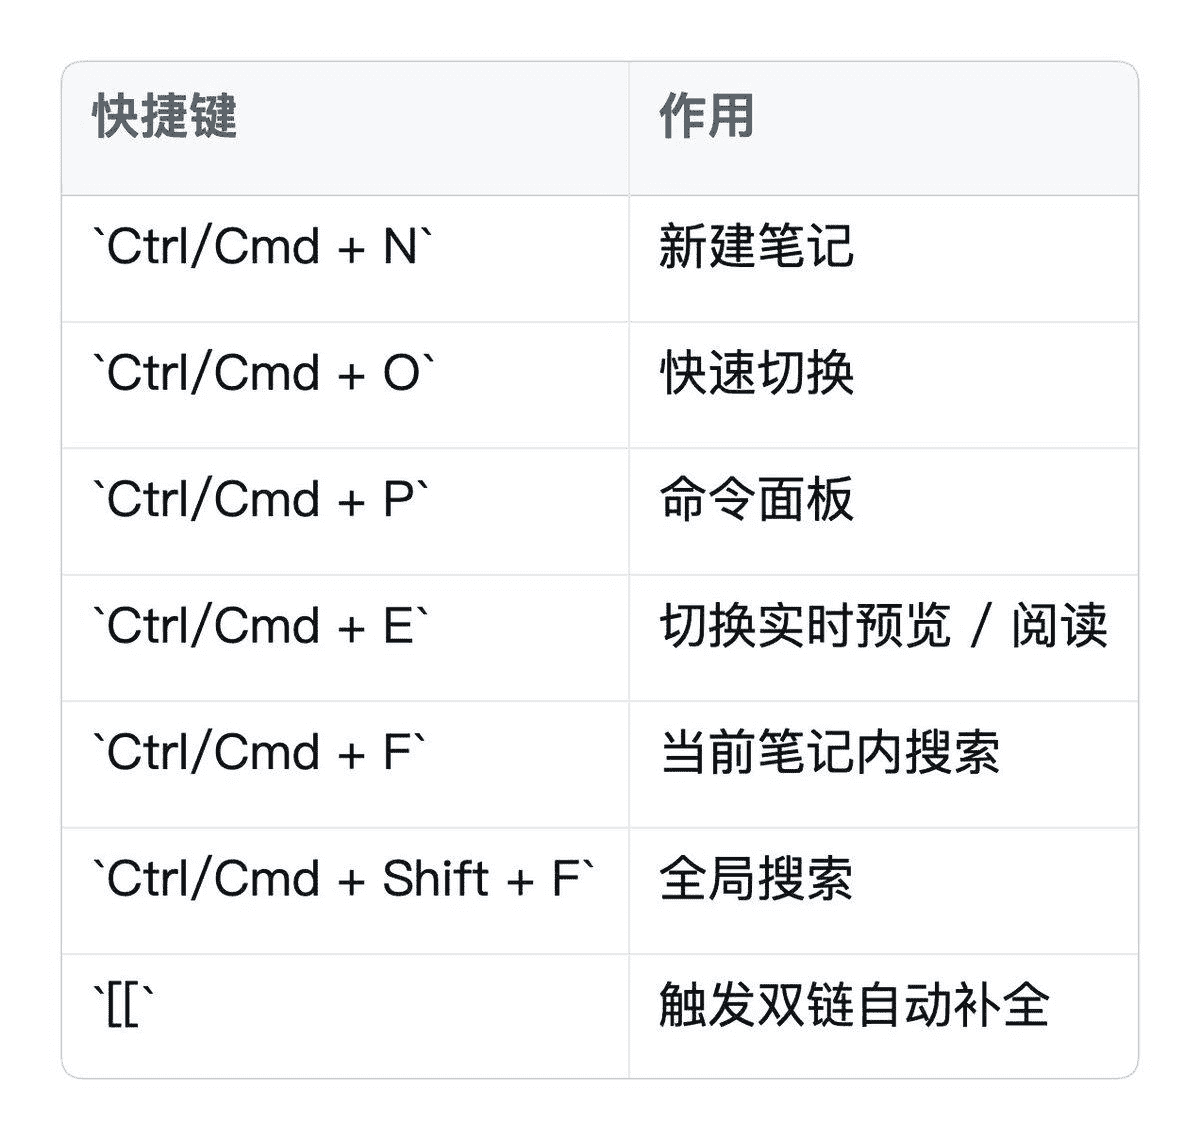 快捷键 作用
`Ctrl/Cmd + N` 新建笔记
`Ctrl/Cmd + O` 快速切换
`Ctrl/Cmd + P` 命令面板
`Ctrl/Cmd + E` 切换实时预览 / 阅读
`Ctrl/Cmd + F` 当前笔记内搜索
`Ctrl/Cmd + Shift + F` 全局搜索
`[[` 触发双链自动补全